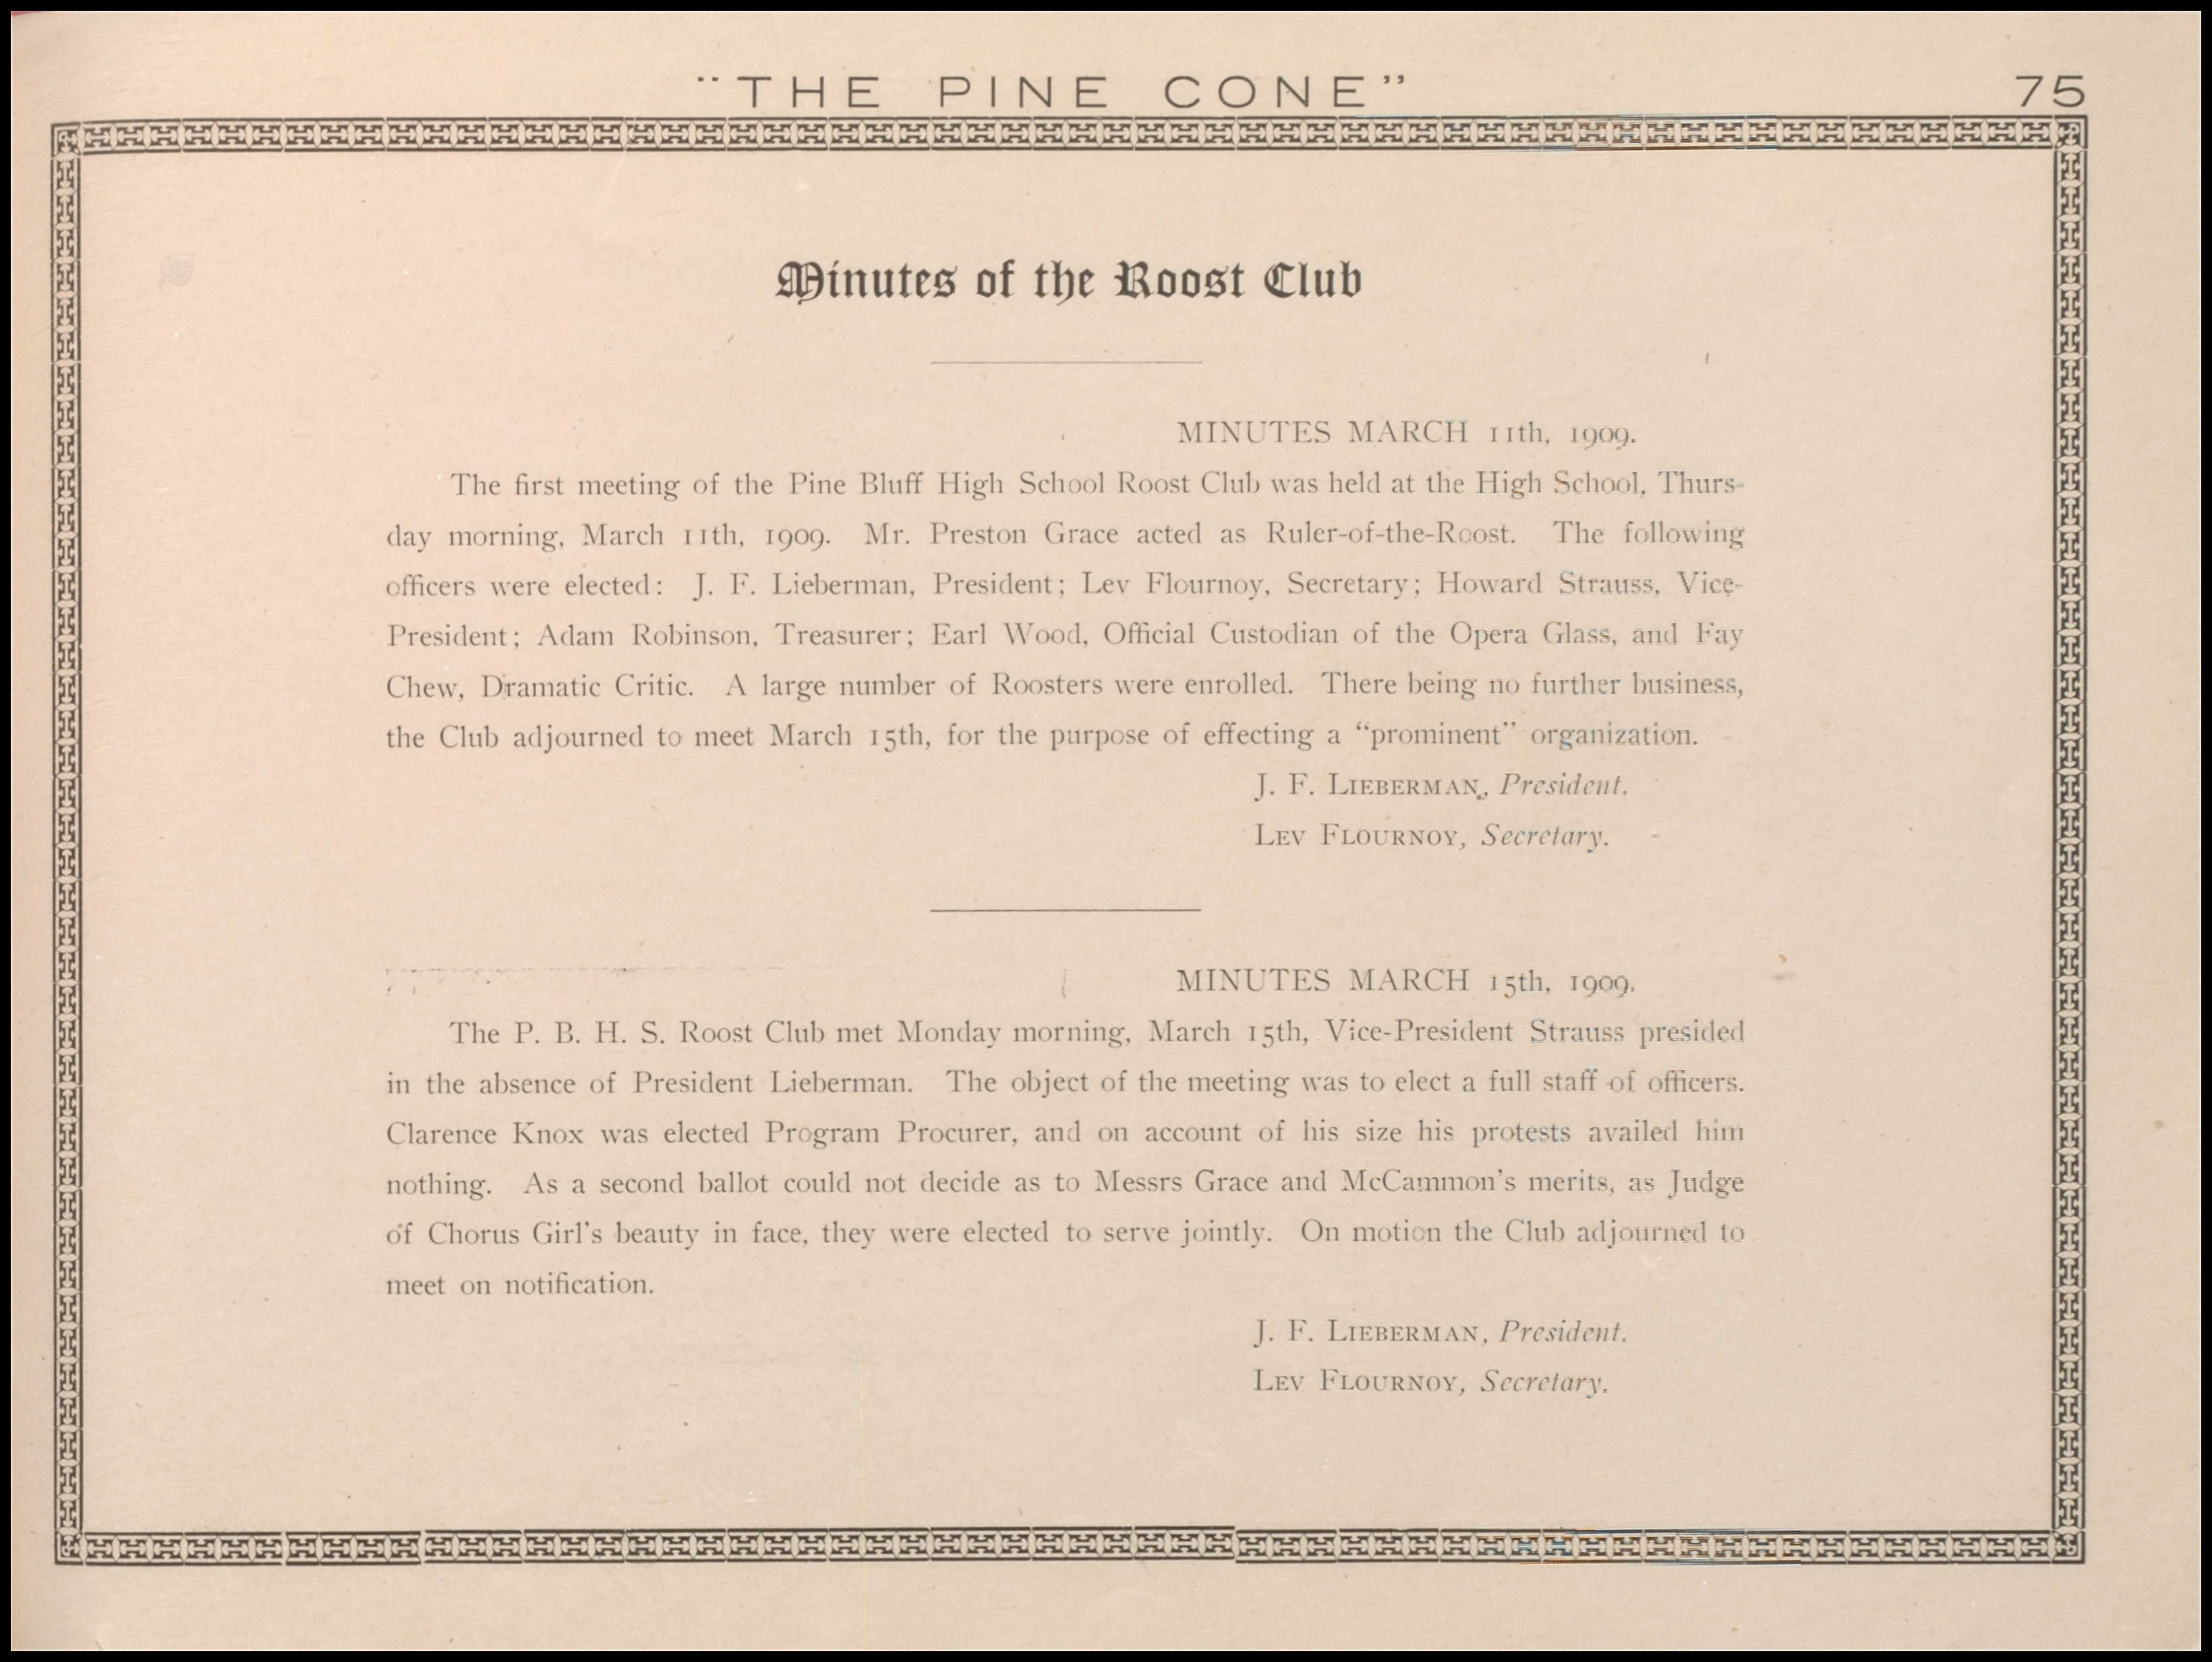 "THE PINE CONE" 75
Minutes of the Roost Club
MINUTES MARCH 11th, 1909.
The first meeting of the Pine Bluff High School Roost Club was held at the High School, Thurs-
day morning, March 11th, 1909. Mr. Preston Grace acted as Ruler-of-the-Roost. The following
officers were elected: J. F. Lieberman, President; Lev Flournoy, Secretary; Howard Strauss, Vice-
President; Adam Robinson, Treasurer; Earl Wood, Official Custodian of the Opera Glass, and Fay
Chew, Dramatic Critic. A large number of Roosters were enrolled. There being no further business,
the Club adjourned to meet March 15th, for the purpose of effecting a "prominent" organization.
J. F. LIEBERMAN, President.
LEV FLOURNOY, Secretary.
MINUTES MARCH 15th, 1909.
The P. B. H. S. Roost Club met Monday morning, March 15th, Vice-President Strauss presided
in the absence of President Lieberman. The object of the meeting was to elect a full staff of officers.
Clarence Knox was elected Program Procurer, and on account of his size his protests availed him
nothing. As a second ballot could not decide as to Messrs Grace and McCammon's merits, as Judge
of Chorus Girl's beauty in face, they were elected to serve jointly. On motion the Club adjourned to
meet on notification.
J. F. LIEBERMAN, President.
LEV FLOURNOY, Secretary.